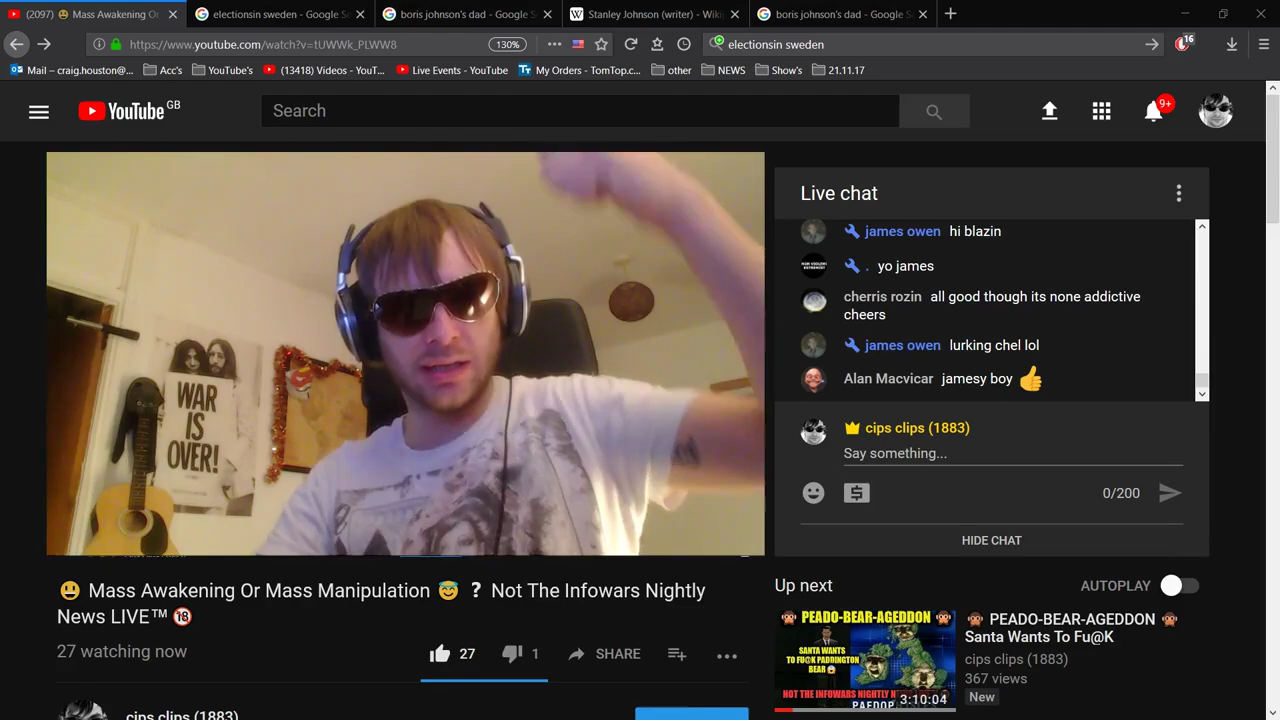 (2097) 😃 Mass Awakening Or
electionsin sweden - Google Se
boris johnson's dad - Google S
Stanley Johnson (writer) - Wiki
boris johnson's dad - Google S
https://www.youtube.com/watch?v=tUWWk_PLWW8
130%
electionsin sweden
16
Mail – craig.houston@...
Acc's
YouTube's
(13418) Videos - YouT...
Live Events - YouTube
My Orders - TomTop.c...
other
NEWS
Show's
21.11.17
YouTube GB
Search
9+
WAR
IS
OVER!
Live chat
james owen hi blazin
. yo james
cherris rozin all good though its none addictive
cheers
james owen lurking chel lol
Alan Macvicar jamesy boy 👍
cips clips (1883)
Say something...
0/200
HIDE CHAT
😃 Mass Awakening Or Mass Manipulation 😇 ❓ Not The Infowars Nightly
News LIVE™ 🔞
27 watching now
27
1
SHARE
cips clips (1883)
Up next
AUTOPLAY
PEADO-BEAR-AGEDDON
SANTA WANTS
TO FU@K PADDINGTON
BEAR
NOT THE INFOWARS NIGHTLY N
3:10:04
🙊 PEADO-BEAR-AGEDDON 🙊
Santa Wants To Fu@K
cips clips (1883)
367 views
New